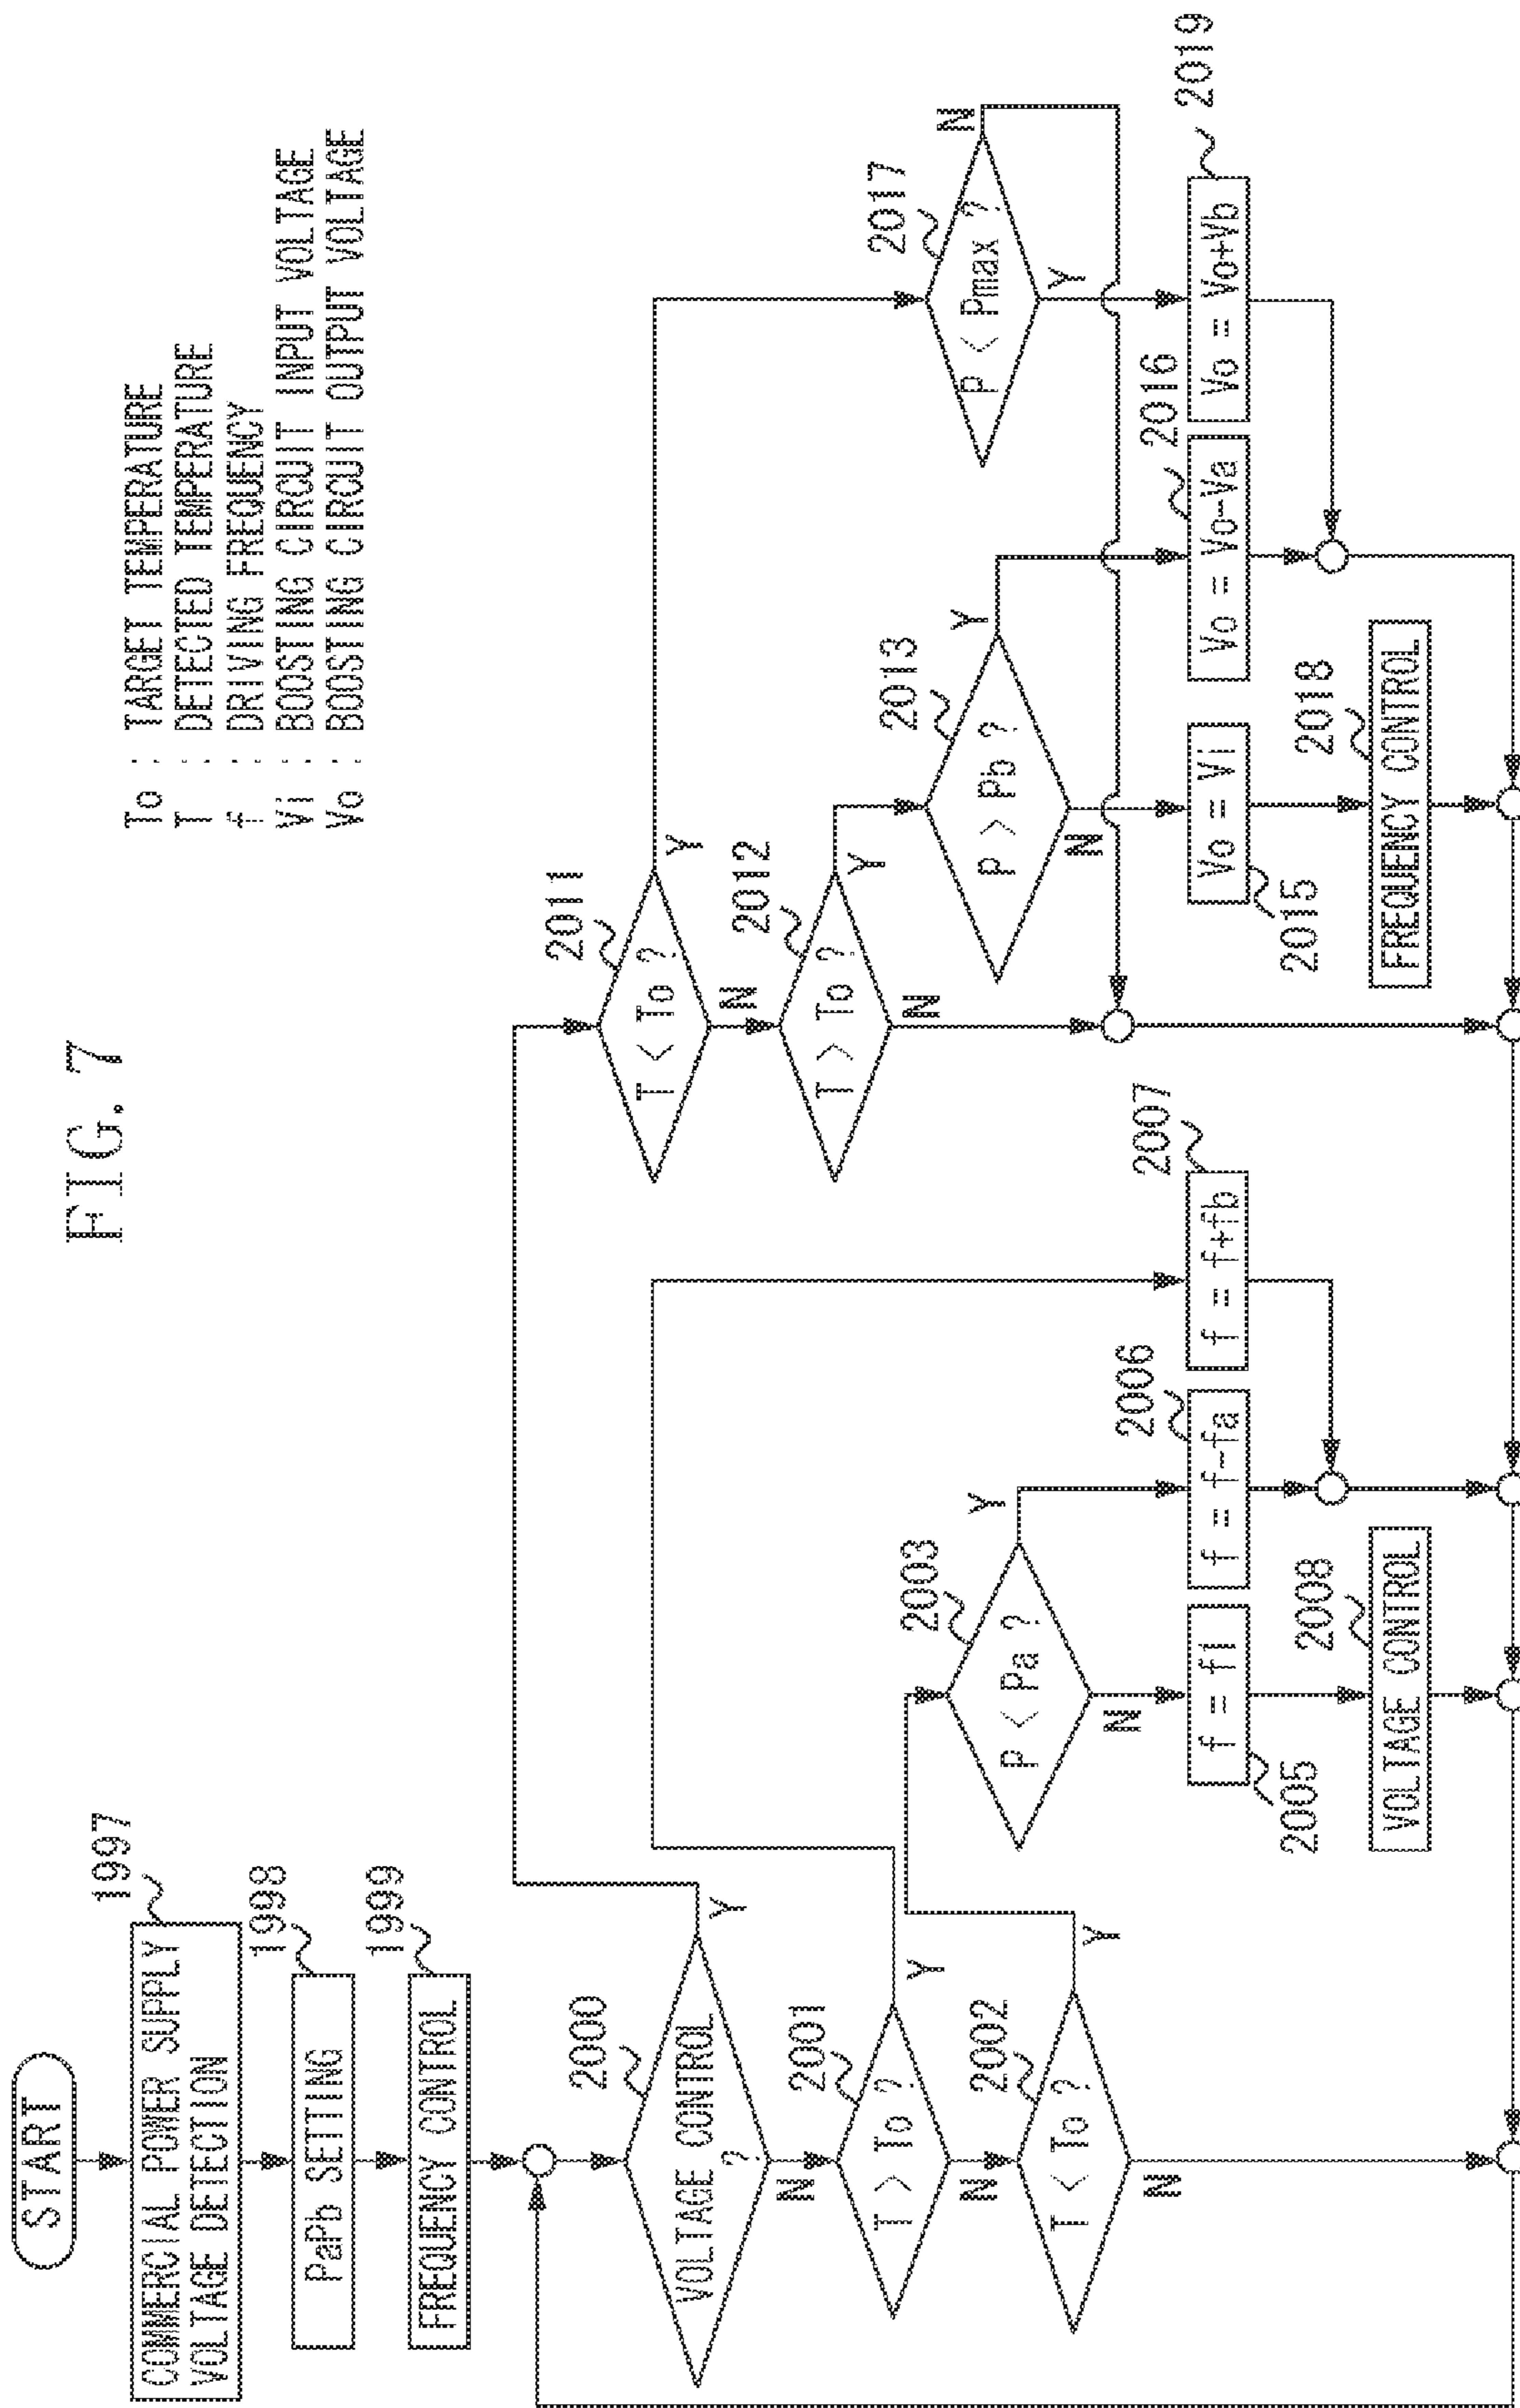 FIG. 7
To : TARGET TEMPERATURE
T : DETECTED TEMPERATURE
f : DRIVING FREQUENCY
Vi : BOOSTING CIRCUIT INPUT VOLTAGE
Vo : BOOSTING CIRCUIT OUTPUT VOLTAGE
START
1997
COMMERCIAL POWER SUPPLY
VOLTAGE DETECTION
1998
PaPb SETTING
1999
FREQUENCY CONTROL
2000
VOLTAGE CONTROL
?
Y
N
2001
T > To ?
Y
N
2002
T < To ?
Y
N
2003
P < Pa ?
Y
N
2005
f = fi
2006
f = f-fa
2007
f = f+fb
2008
VOLTAGE CONTROL
2011
T < To ?
Y
N
2012
T > To ?
Y
N
2013
P > Pb ?
Y
N
2017
P < Pmax ?
N
Y
2015
Vo = Vi
2016
Vo = Vo-Va
2019
Vo = Vo+Vb
2018
FREQUENCY CONTROL